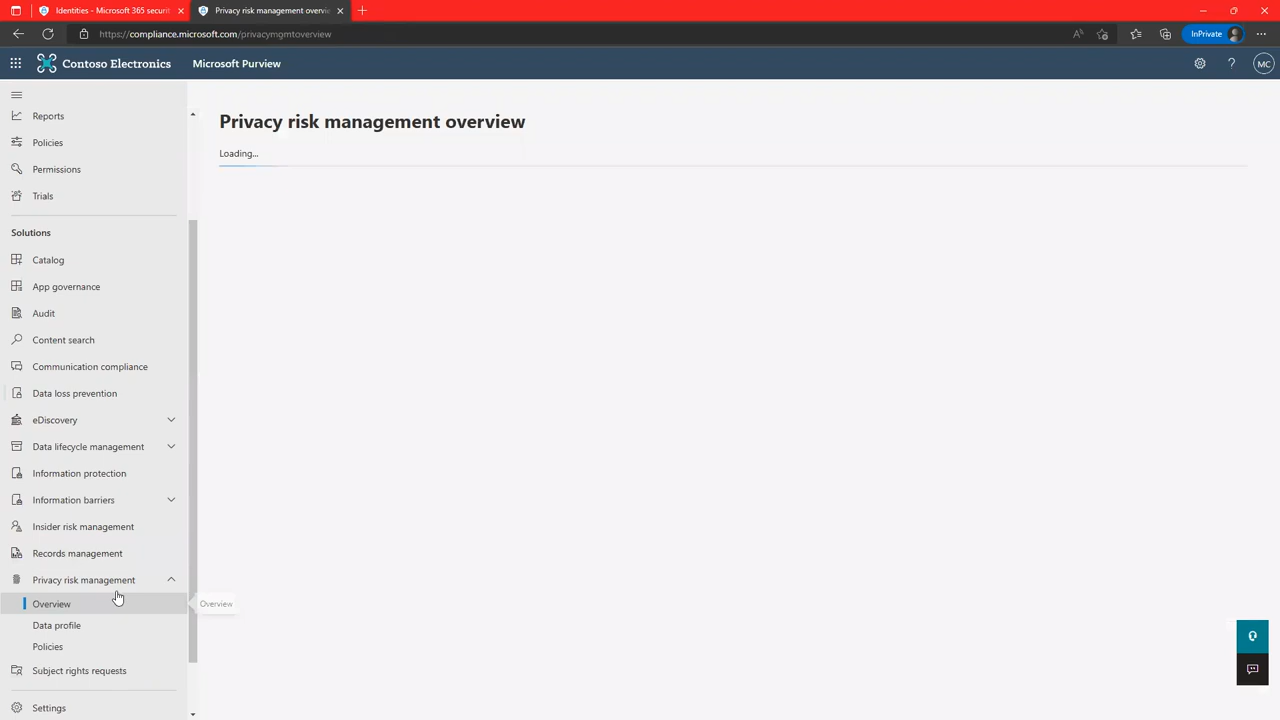 Identities - Microsoft 365 securi
Privacy risk management overvie
https://compliance.microsoft.com/privacymgmtoverview
InPrivate
Contoso Electronics
Microsoft Purview
?
MC
Reports
Policies
Permissions
Trials
Solutions
Catalog
App governance
Audit
Content search
Communication compliance
Data loss prevention
eDiscovery
Data lifecycle management
Information protection
Information barriers
Insider risk management
Records management
Privacy risk management
Overview
Overview
Data profile
Policies
Subject rights requests
Settings
Privacy risk management overview
Loading...